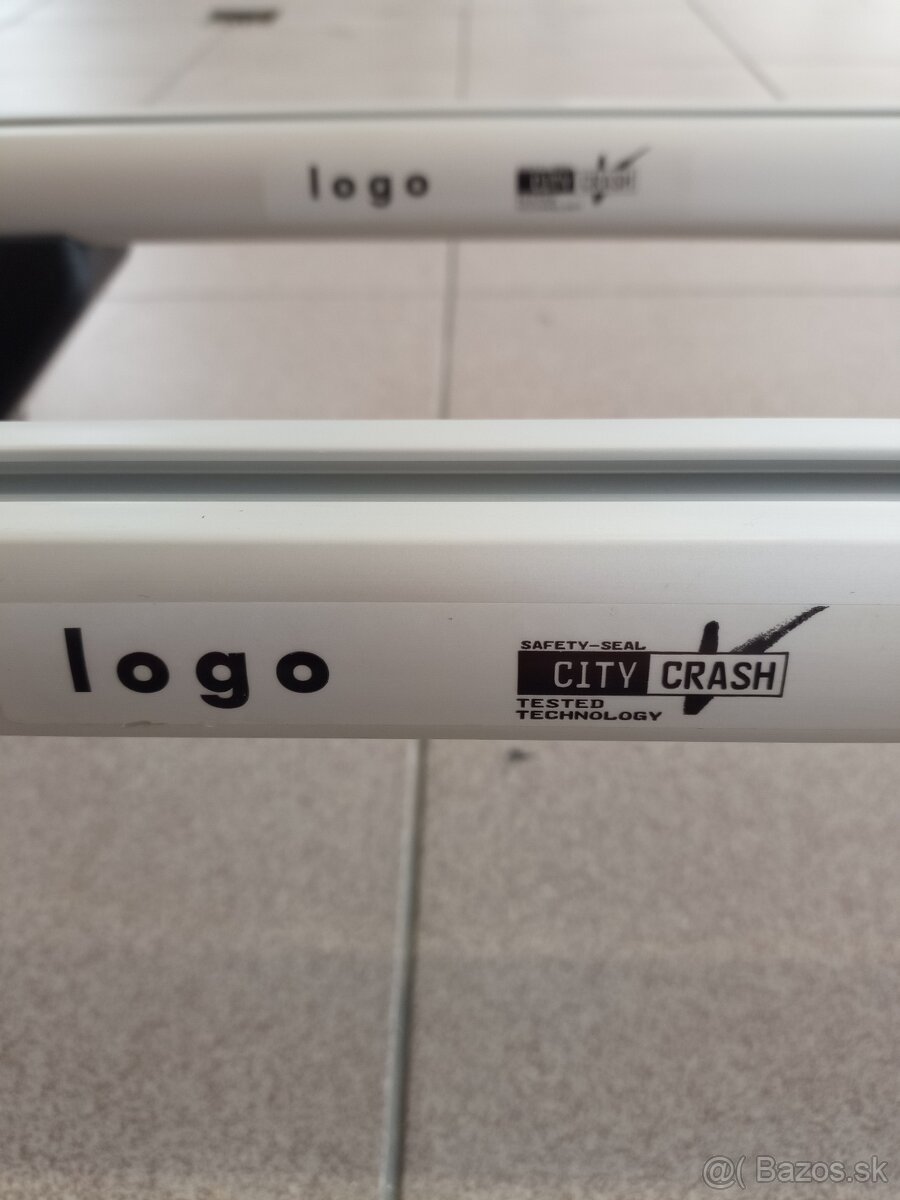 logo
logo
SAFETY-SEAL
CITY CRASH
TESTED
TECHNOLOGY
@( Bazos.sk